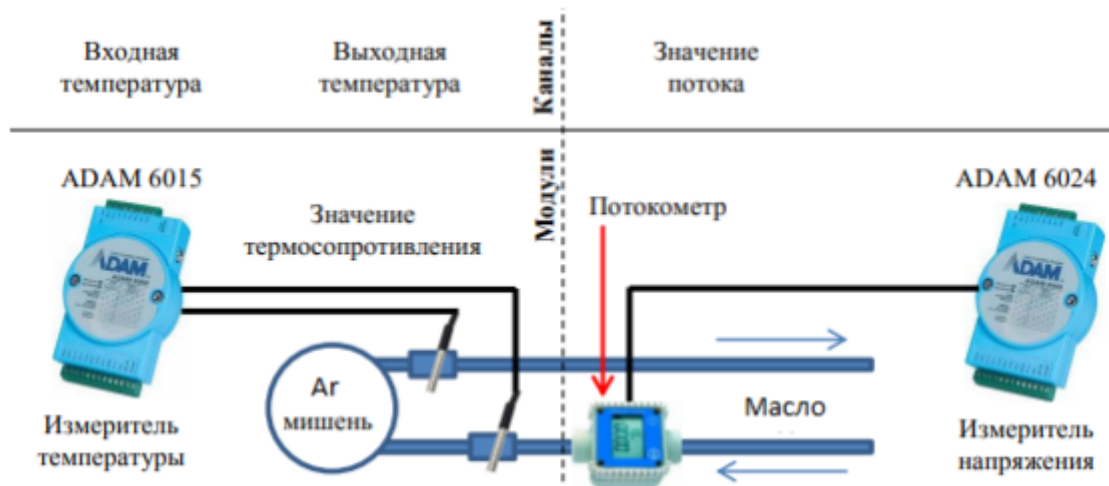 Входная
температура
Выходная
температура
Каналы
Значение
потока
ADAM 6015
Значение
термосопротивления
Модули
Потокометр
ADAM 6024
ADAM
ADAM
Ar
мишень
Масло
Измеритель
температуры
Измеритель
напряжения